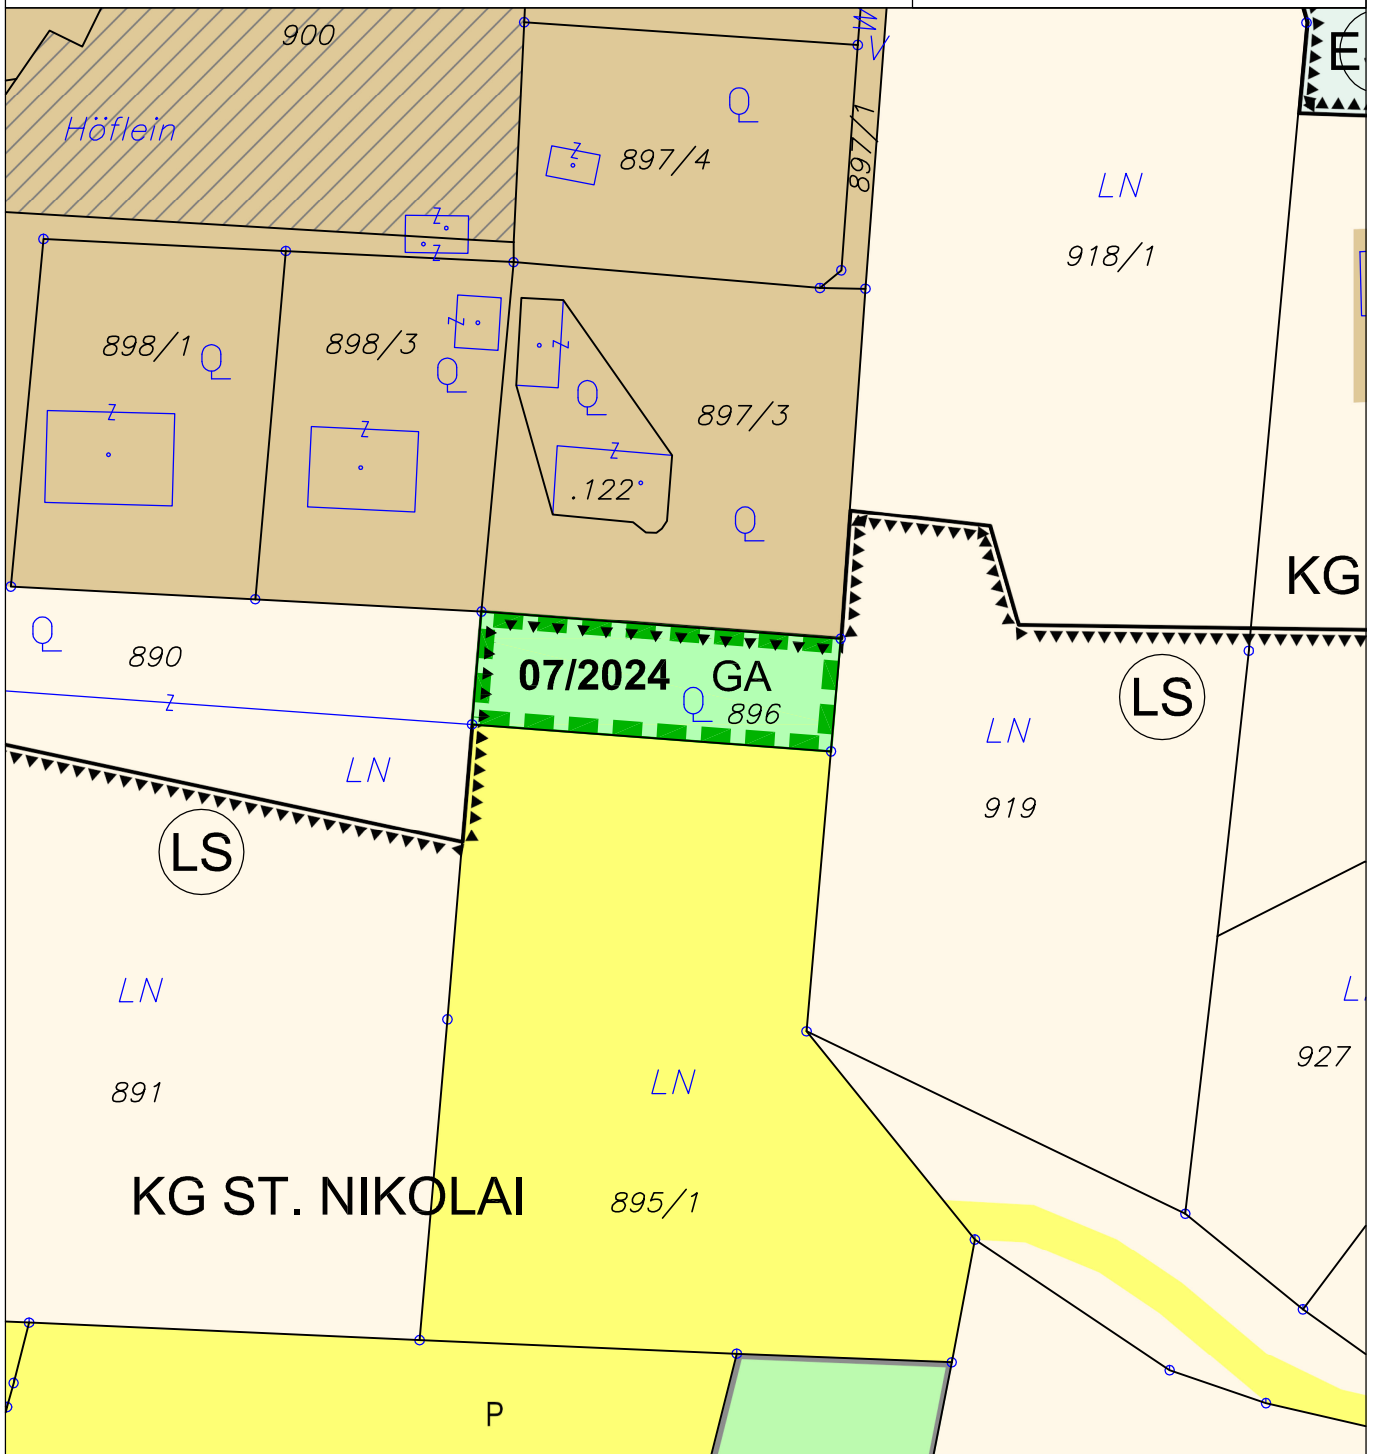 900
W
V
E
Höflein
Q
897/4
Z
897/1
LN
918/1
Z
Z
898/1
Q
898/3
Z
Q
Z
Q
897/3
Z
Z
Z
.122
Q
KG
Q
890
07/2024 GA
Q
896
Z
LS
LN
LN
919
LS
LN
L
927
891
LN
KG ST. NIKOLAI
895/1
P